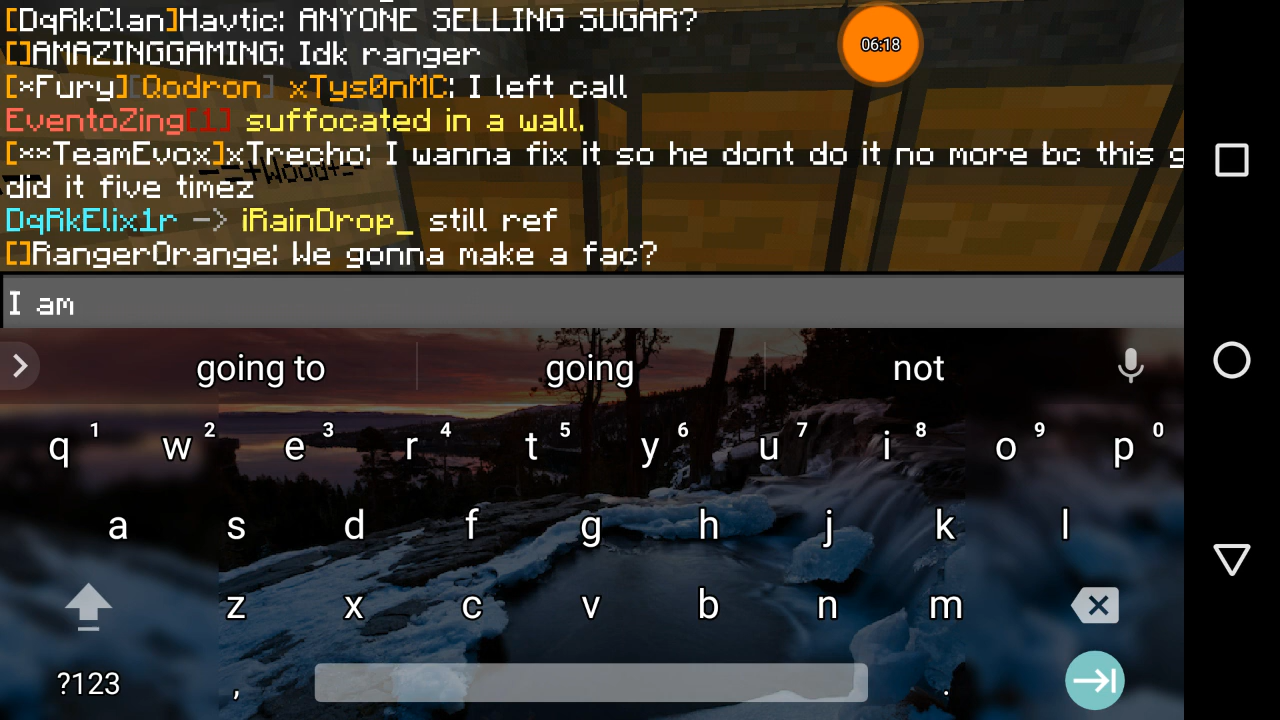 [DqRkClan]Havtic: ANYONE SELLING SUGAR?
[]AMAZINGGAMING: Idk ranger
[×Fury][Qodron] xTys0nMC: I left call
EventoZing[1] suffocated in a wall.
[××TeamEvox]xTrecho: I wanna fix it so he dont do it no more bc this g
did it five timez
DqRkElix1r -> iRainDrop_ still ref
[]RangerOrange: We gonna make a fac?
06:18
I am
going to going not
q 1 w 2 e 3 r 4 t 5 y 6 u 7 i 8 o 9 p 0
a s d f g h j k l
z x c v b n m
?123 , .